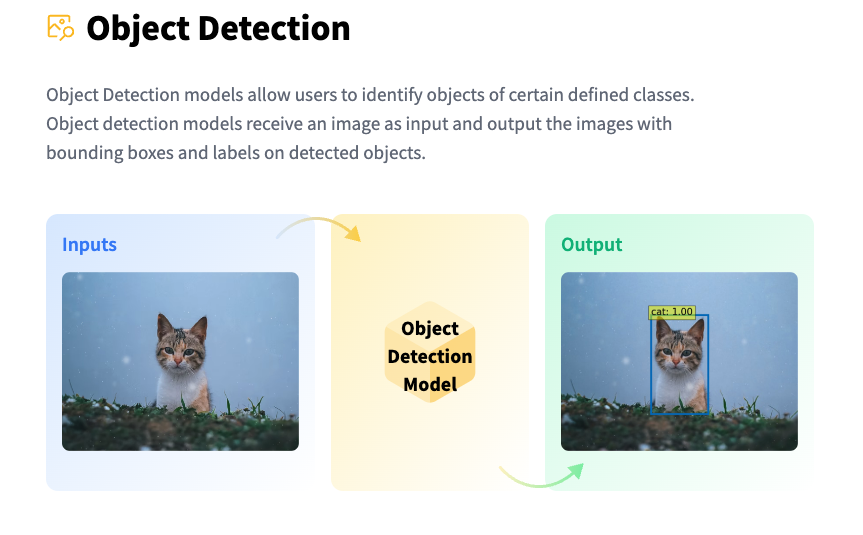 Object Detection
Object Detection models allow users to identify objects of certain defined classes.
Object detection models receive an image as input and output the images with
bounding boxes and labels on detected objects.
Inputs
Object
Detection
Model
Output
cat: 1.00